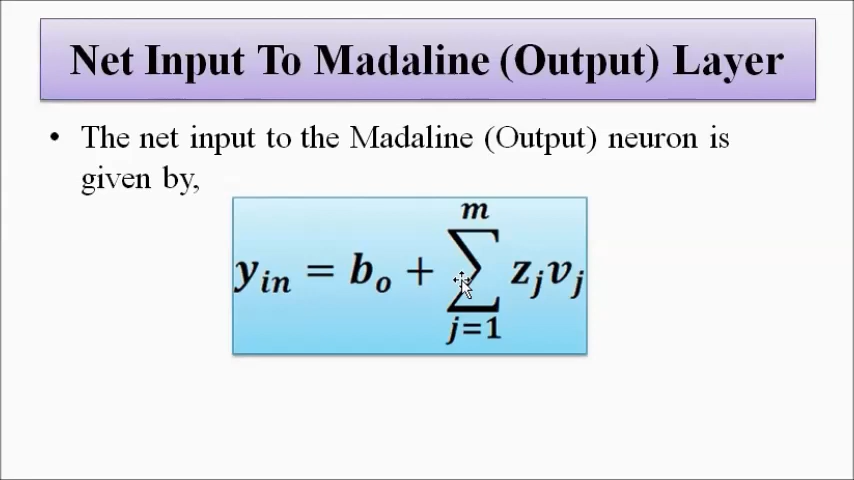 Net Input To Madaline (Output) Layer
• The net input to the Madaline (Output) neuron is
given by,
m
y_in = b_o + ∑ z_j v_j
j=1